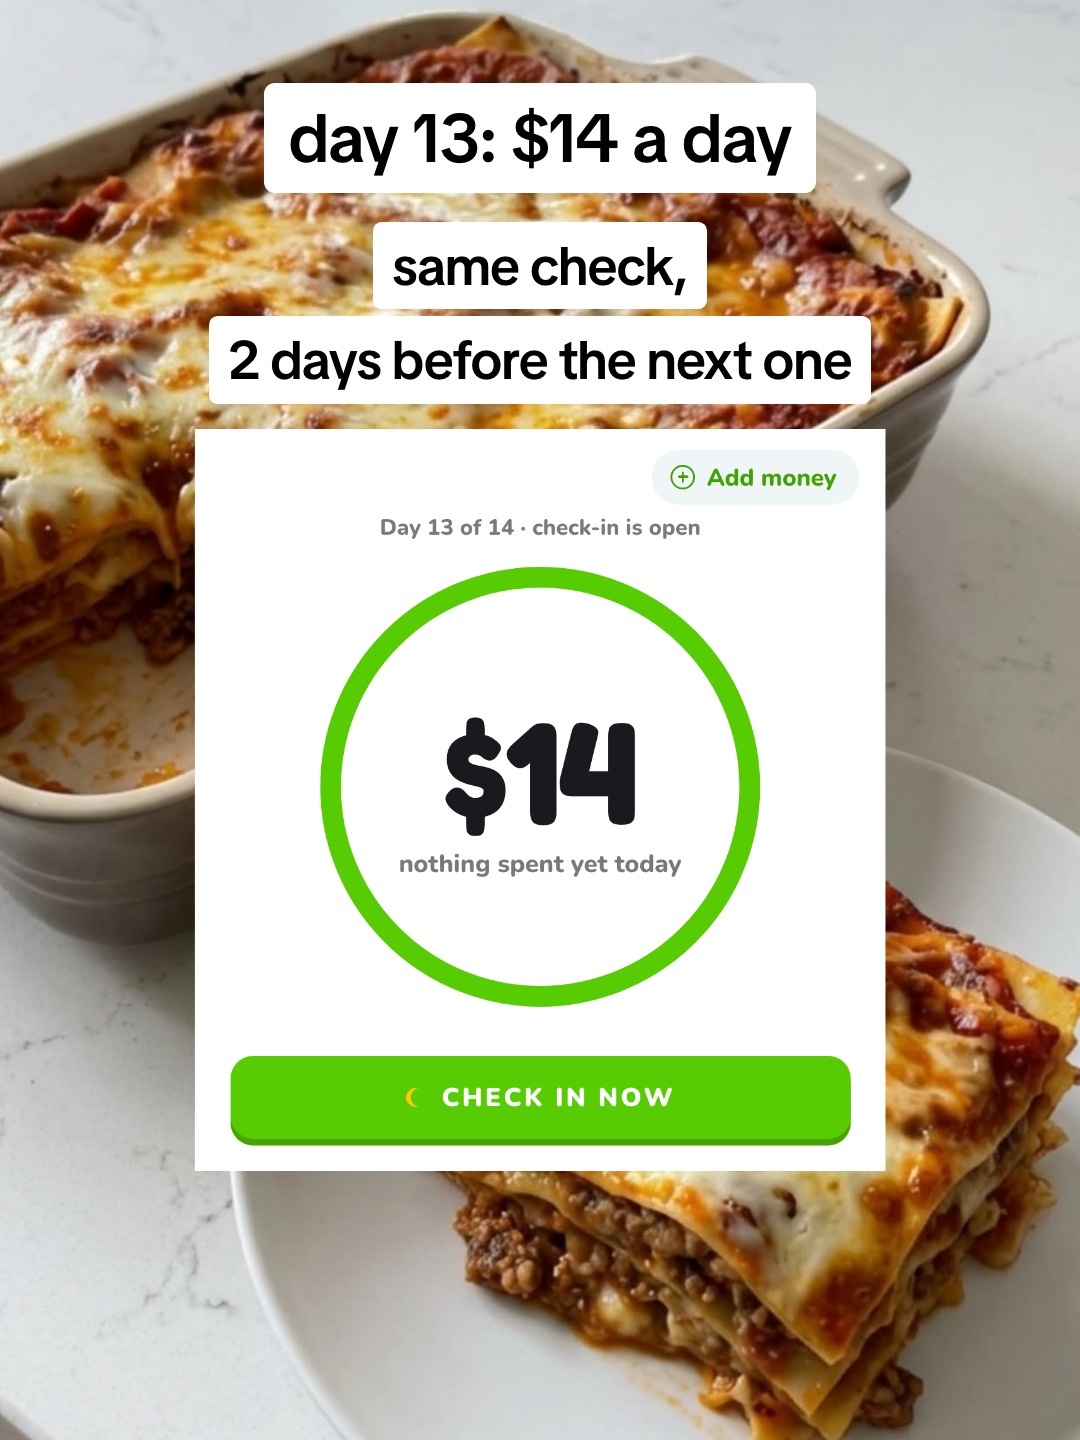 day 13: $14 a day
same check,
2 days before the next one
Add money
Day 13 of 14 · check-in is open
$14
nothing spent yet today
CHECK IN NOW